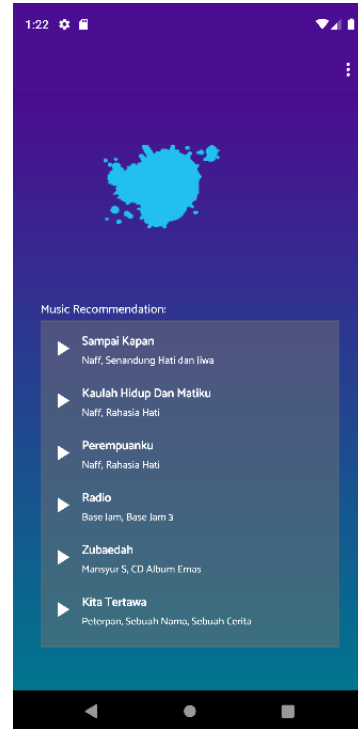 1:22
Music Recommendation:
Sampai Kapan
Naff, Senandung Hati dan Jiwa
Kaulah Hidup Dan Matiku
Naff, Rahasia Hati
Perempuanku
Naff, Rahasia Hati
Radio
Base Jam, Base Jam 3
Zubaedah
Mansyur S, CD Album Emas
Kita Tertawa
Peterpan, Sebuah Nama, Sebuah Cerita